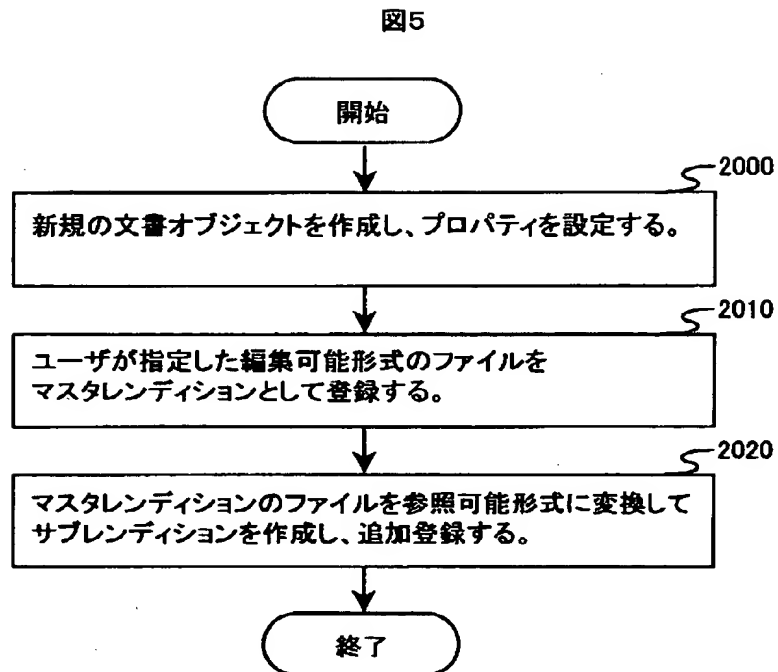 図5
開始
2000
新規の文書オブジェクトを作成し、プロパティを設定する。
2010
ユーザが指定した編集可能形式のファイルを
マスタレンディションとして登録する。
2020
マスタレンディションのファイルを参照可能形式に変換して
サブレンディションを作成し、追加登録する。
終了